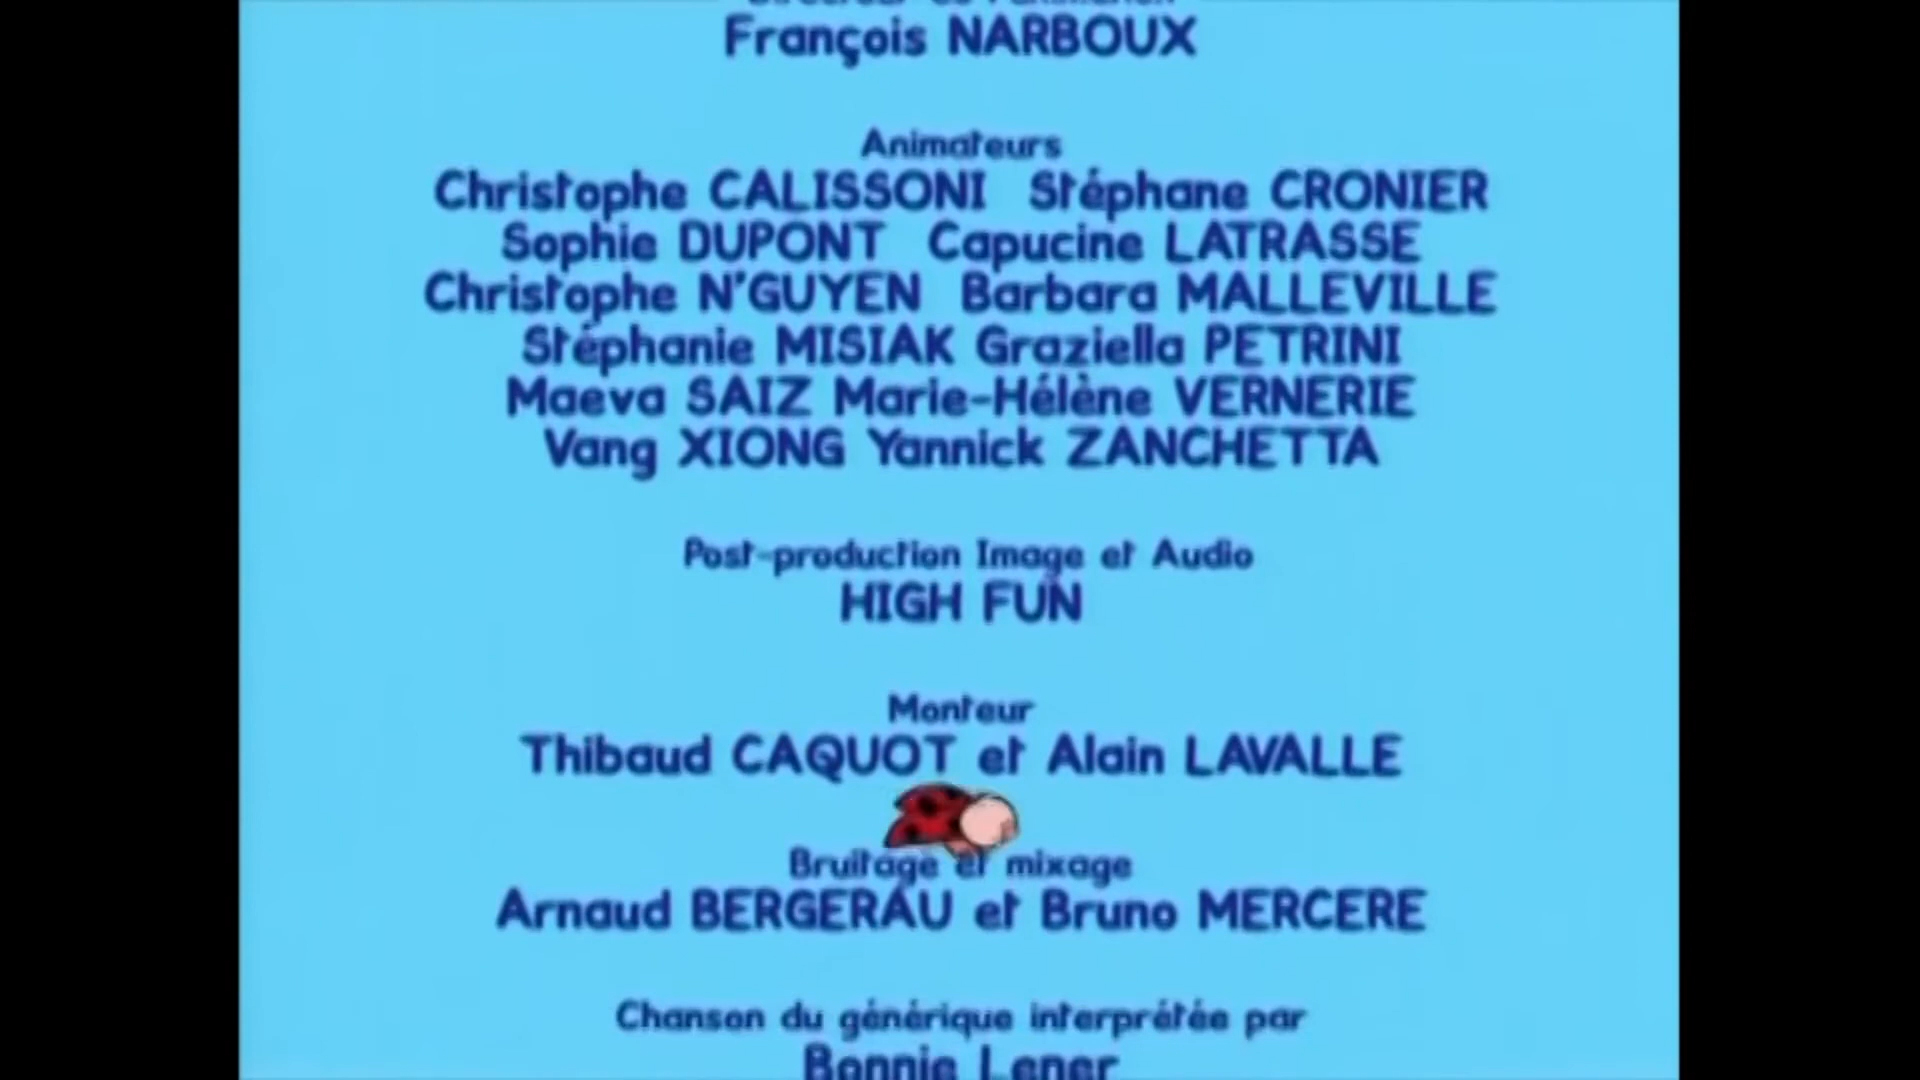 François NARBOUX
Animateurs
Christophe CALISSONI Stéphane CRONIER
Sophie DUPONT Capucine LATRASSE
Christophe N'GUYEN Barbara MALLEVILLE
Stéphanie MISIAK Graziella PETRINI
Maeva SAIZ Marie-Hélène VERNERIE
Vang XIONG Yannick ZANCHETTA
Post-production Image et Audio
HIGH FUN
Monteur
Thibaud CAQUOT et Alain LAVALLE
Bruitage et mixage
Arnaud BERGERAU et Bruno MERCERE
Chanson du générique interprétée par
Bonnie Lener